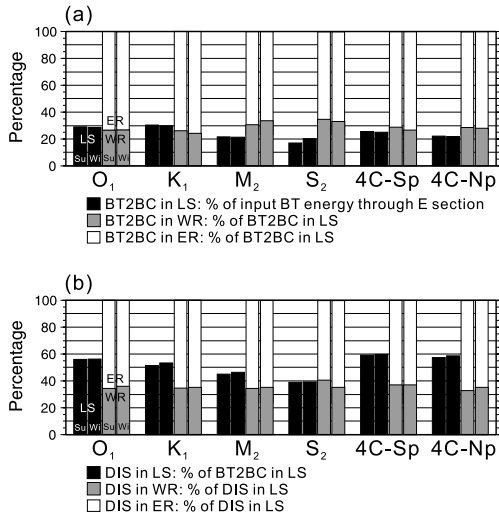 (a)
100
80
60
40
20
0
Percentage
ER
LS WR
Su Wi Su Wi
O₁ K₁ M₂ S₂ 4C-Sp 4C-Np
BT2BC in LS: % of input BT energy through E section
BT2BC in WR: % of BT2BC in LS
BT2BC in ER: % of BT2BC in LS
(b)
100
80
60
40
20
0
Percentage
ER
WR
LS
Su Wi Su Wi
O₁ K₁ M₂ S₂ 4C-Sp 4C-Np
DIS in LS: % of BT2BC in LS
DIS in WR: % of DIS in LS
DIS in ER: % of DIS in LS